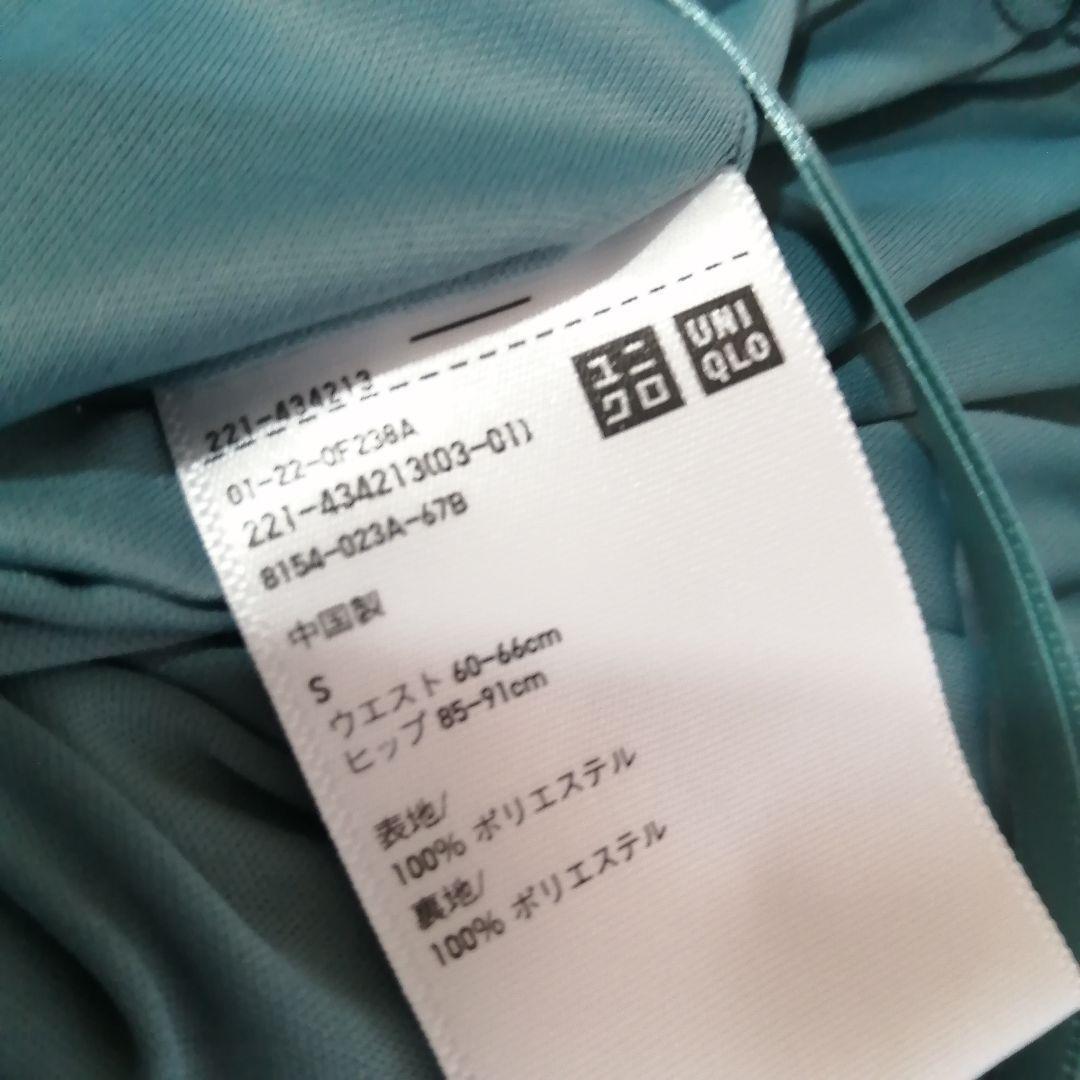 ユニクロ
UNIQLO
221-434213
01-22-0F238A
221-434213(03-01)
8154-023A-67B
中国製
S
ウエスト 60-66cm
ヒップ 85-91cm
表地/
100% ポリエステル
裏地/
100% ポリエステル